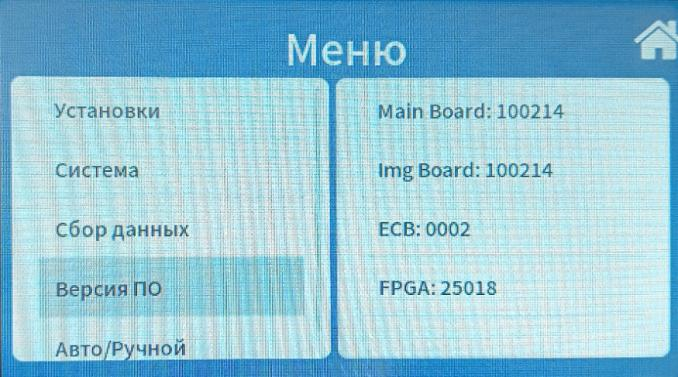 Меню
Установки
Система
Сбор данных
Версия ПО
Авто/Ручной
Main Board: 100214
Img Board: 100214
ECB: 0002
FPGA: 25018